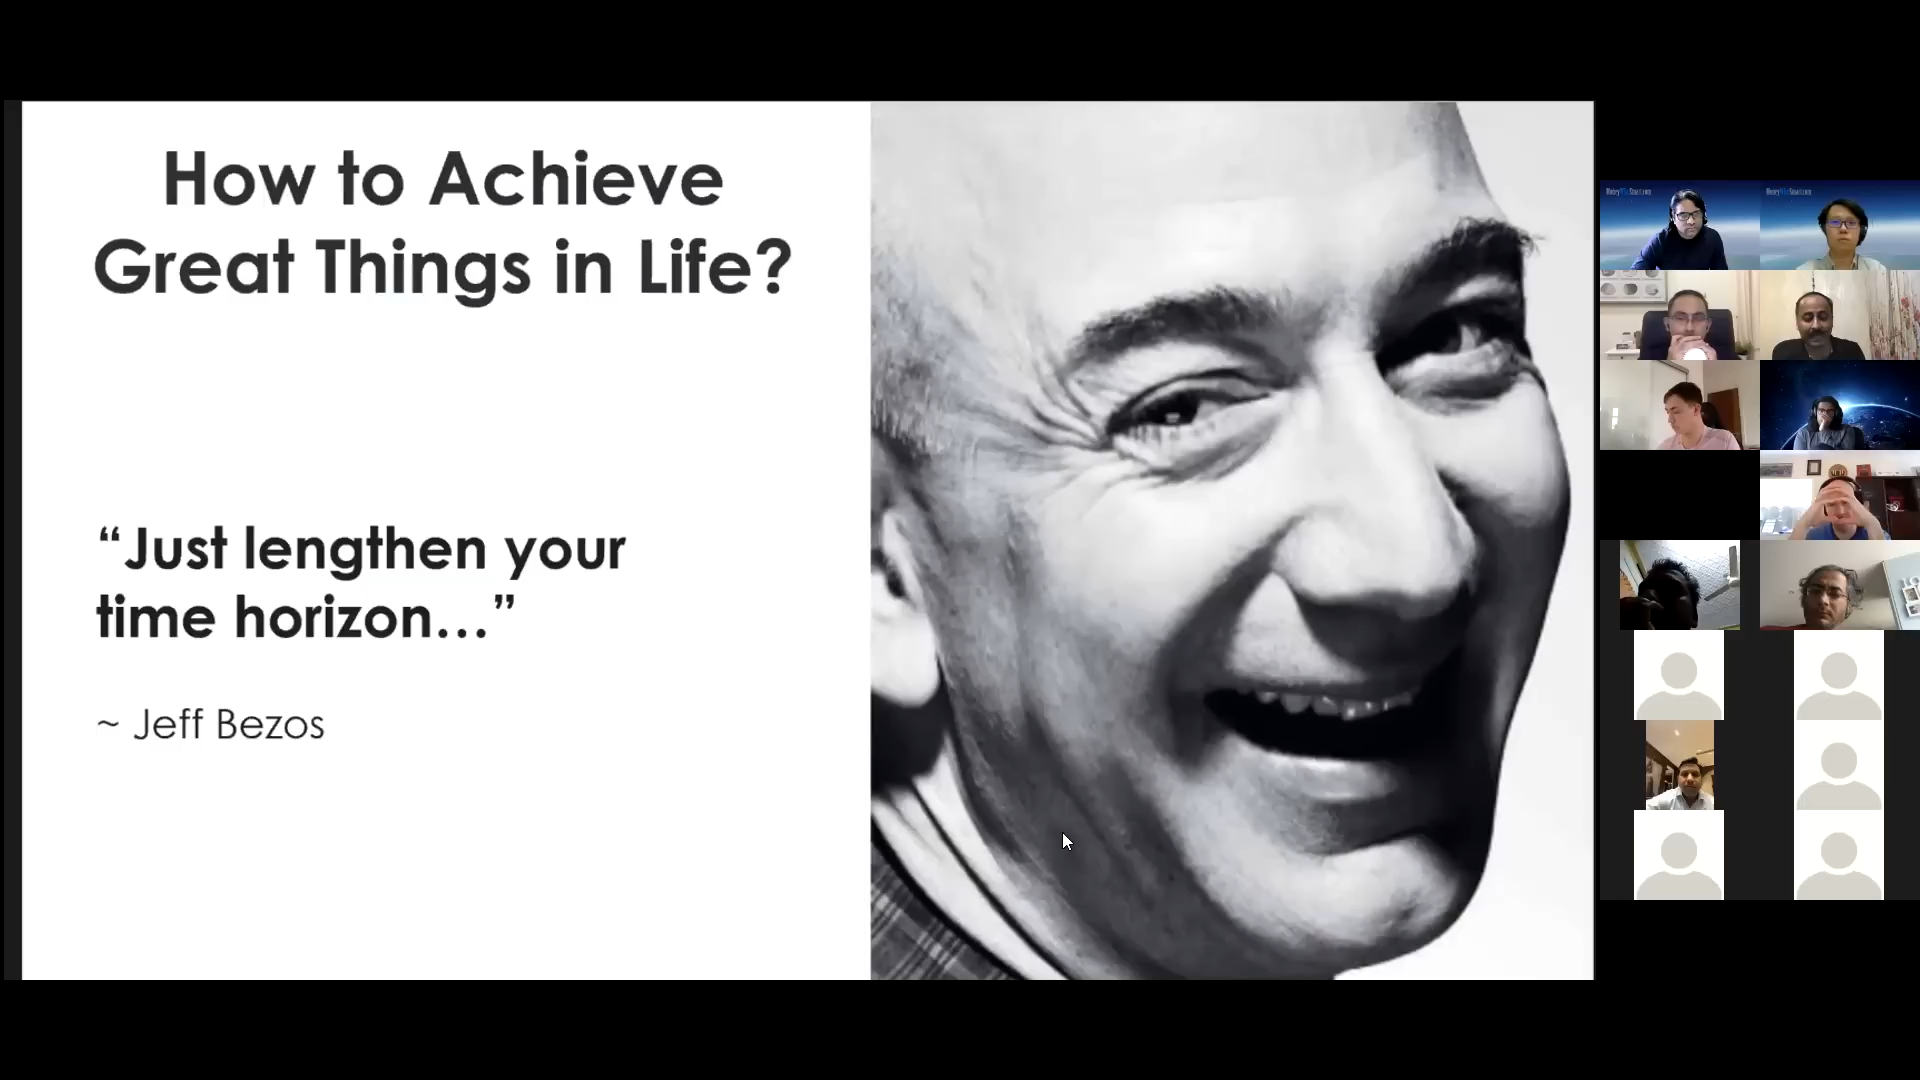 How to Achieve
Great Things in Life?
“Just lengthen your
time horizon…”
~ Jeff Bezos